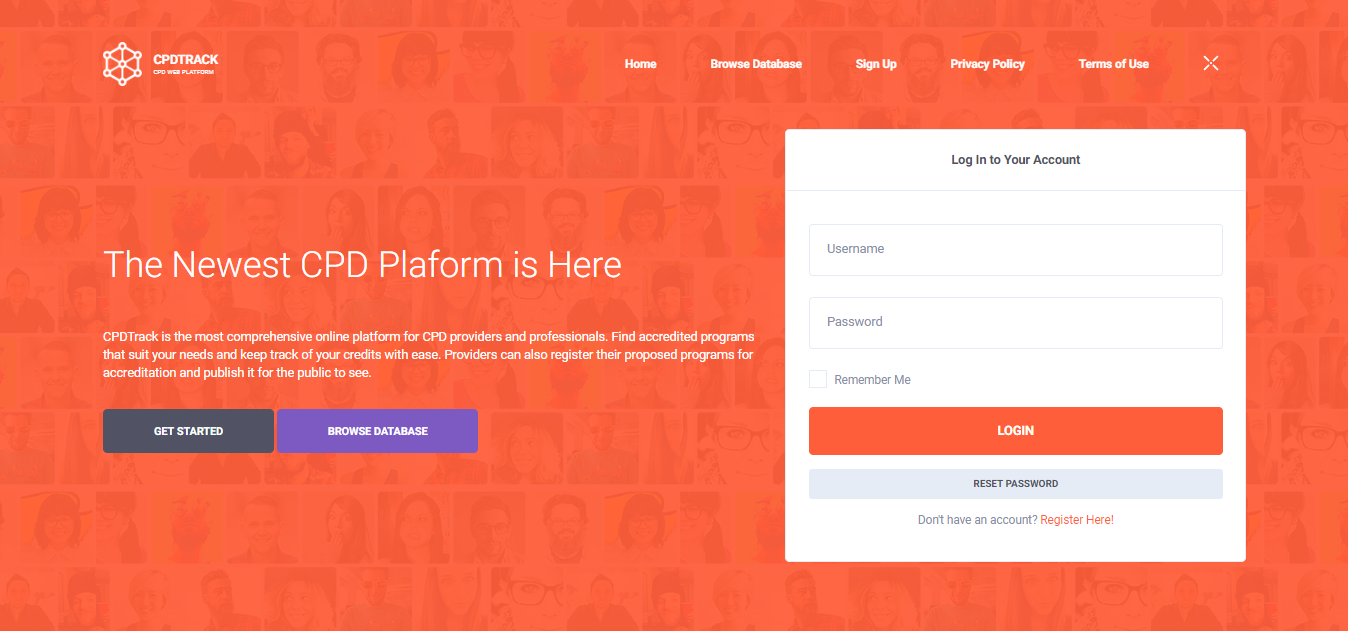 CPDTRACK
CPD WEB PLATFORM
Home
Browse Database
Sign Up
Privacy Policy
Terms of Use
The Newest CPD Plaform is Here
CPDTrack is the most comprehensive online platform for CPD providers and professionals. Find accredited programs
that suit your needs and keep track of your credits with ease. Providers can also register their proposed programs for
accreditation and publish it for the public to see.
GET STARTED
BROWSE DATABASE
Log In to Your Account
Username
Password
Remember Me
LOGIN
RESET PASSWORD
Don't have an account? Register Here!